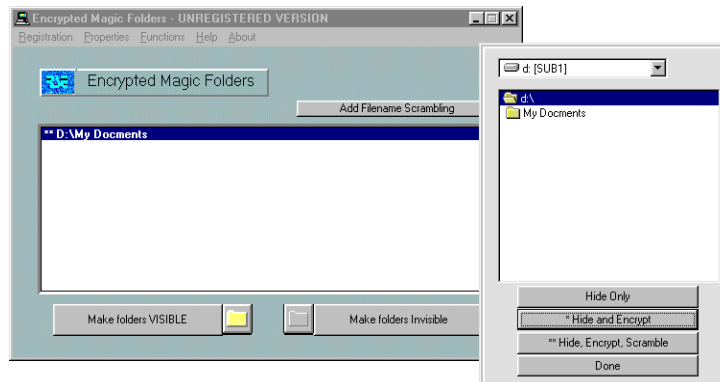 Encrypted Magic Folders - UNREGISTERED VERSION
Registration Properties Functions Help About
Encrypted Magic Folders
Add Filename Scrambling
** D:\My Docments
Make folders VISIBLE
Make folders Invisible
d: [SUB1]
d:\
My Docments
Hide Only
* Hide and Encrypt
** Hide, Encrypt, Scramble
Done